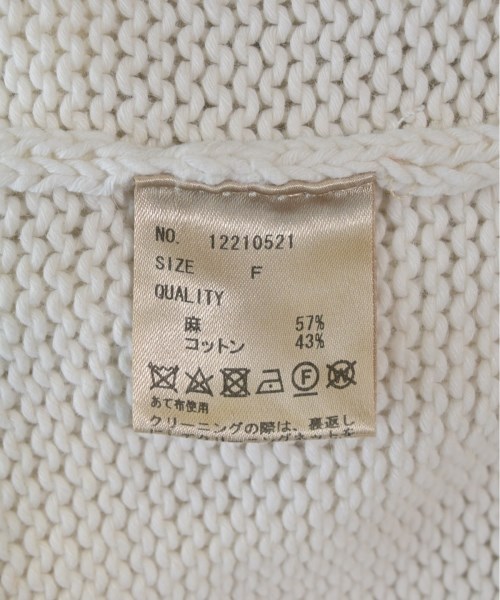 NO. 12210521
SIZE F
QUALITY
麻 57%
コットン 43%
F W
あて布使用
クリーニングの際は、裏返し